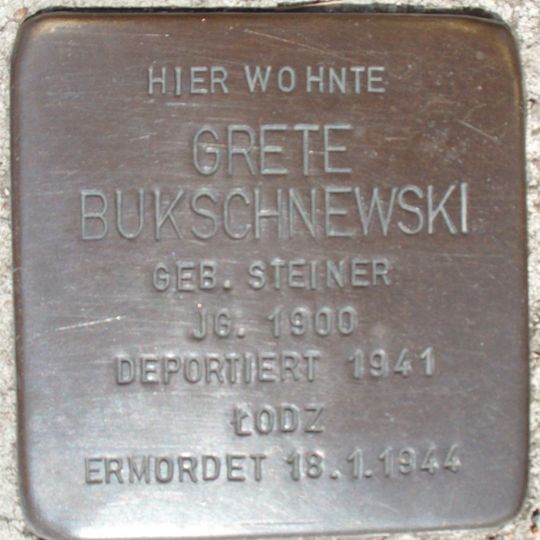 HIER WOHNTE
GRETE
BUKSCHNEWSKI
GEB. STEINER
JG. 1900
DEPORTIERT 1941
ŁODZ
ERMORDET 18.1.1944